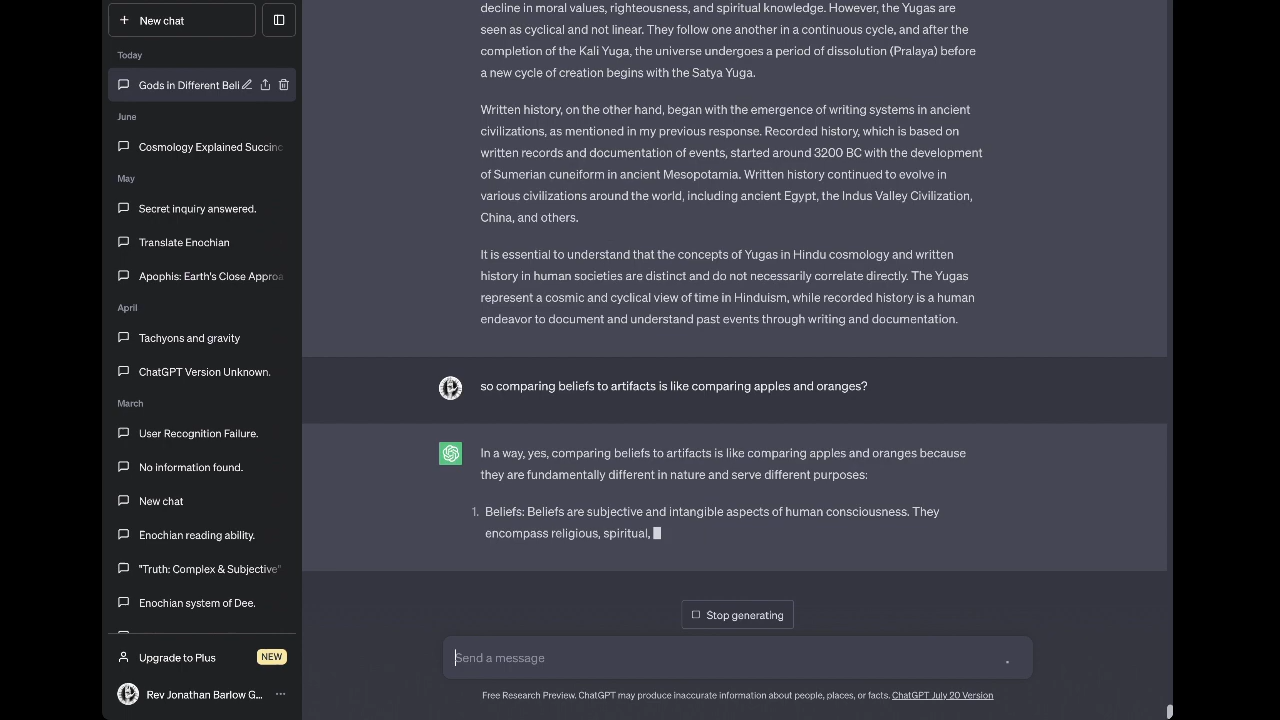 New chat
Today
Gods in Different Beli
June
Cosmology Explained Succinc
May
Secret inquiry answered.
Translate Enochian
Apophis: Earth's Close Approa
April
Tachyons and gravity
ChatGPT Version Unknown.
March
User Recognition Failure.
No information found.
New chat
Enochian reading ability.
"Truth: Complex & Subjective"
Enochian system of Dee.
Upgrade to Plus
NEW
Rev Jonathan Barlow G...
decline in moral values, righteousness, and spiritual knowledge. However, the Yugas are
seen as cyclical and not linear. They follow one another in a continuous cycle, and after the
completion of the Kali Yuga, the universe undergoes a period of dissolution (Pralaya) before
a new cycle of creation begins with the Satya Yuga.
Written history, on the other hand, began with the emergence of writing systems in ancient
civilizations, as mentioned in my previous response. Recorded history, which is based on
written records and documentation of events, started around 3200 BC with the development
of Sumerian cuneiform in ancient Mesopotamia. Written history continued to evolve in
various civilizations around the world, including ancient Egypt, the Indus Valley Civilization,
China, and others.
It is essential to understand that the concepts of Yugas in Hindu cosmology and written
history in human societies are distinct and do not necessarily correlate directly. The Yugas
represent a cosmic and cyclical view of time in Hinduism, while recorded history is a human
endeavor to document and understand past events through writing and documentation.
so comparing beliefs to artifacts is like comparing apples and oranges?
In a way, yes, comparing beliefs to artifacts is like comparing apples and oranges because
they are fundamentally different in nature and serve different purposes:
1. Beliefs: Beliefs are subjective and intangible aspects of human consciousness. They
encompass religious, spiritual,
Stop generating
Send a message
Free Research Preview. ChatGPT may produce inaccurate information about people, places, or facts. ChatGPT July 20 Version